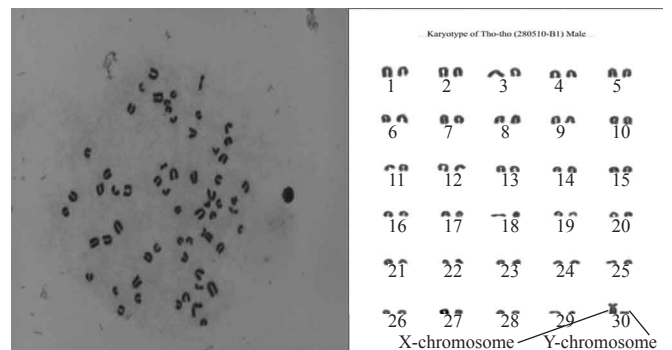 Karyotype of Tho-tho (280510-B1) Male
1 2 3 4 5
6 7 8 9 10
11 12 13 14 15
16 17 18 19 20
21 22 23 24 25
26 27 28 29 30
X-chromosome Y-chromosome